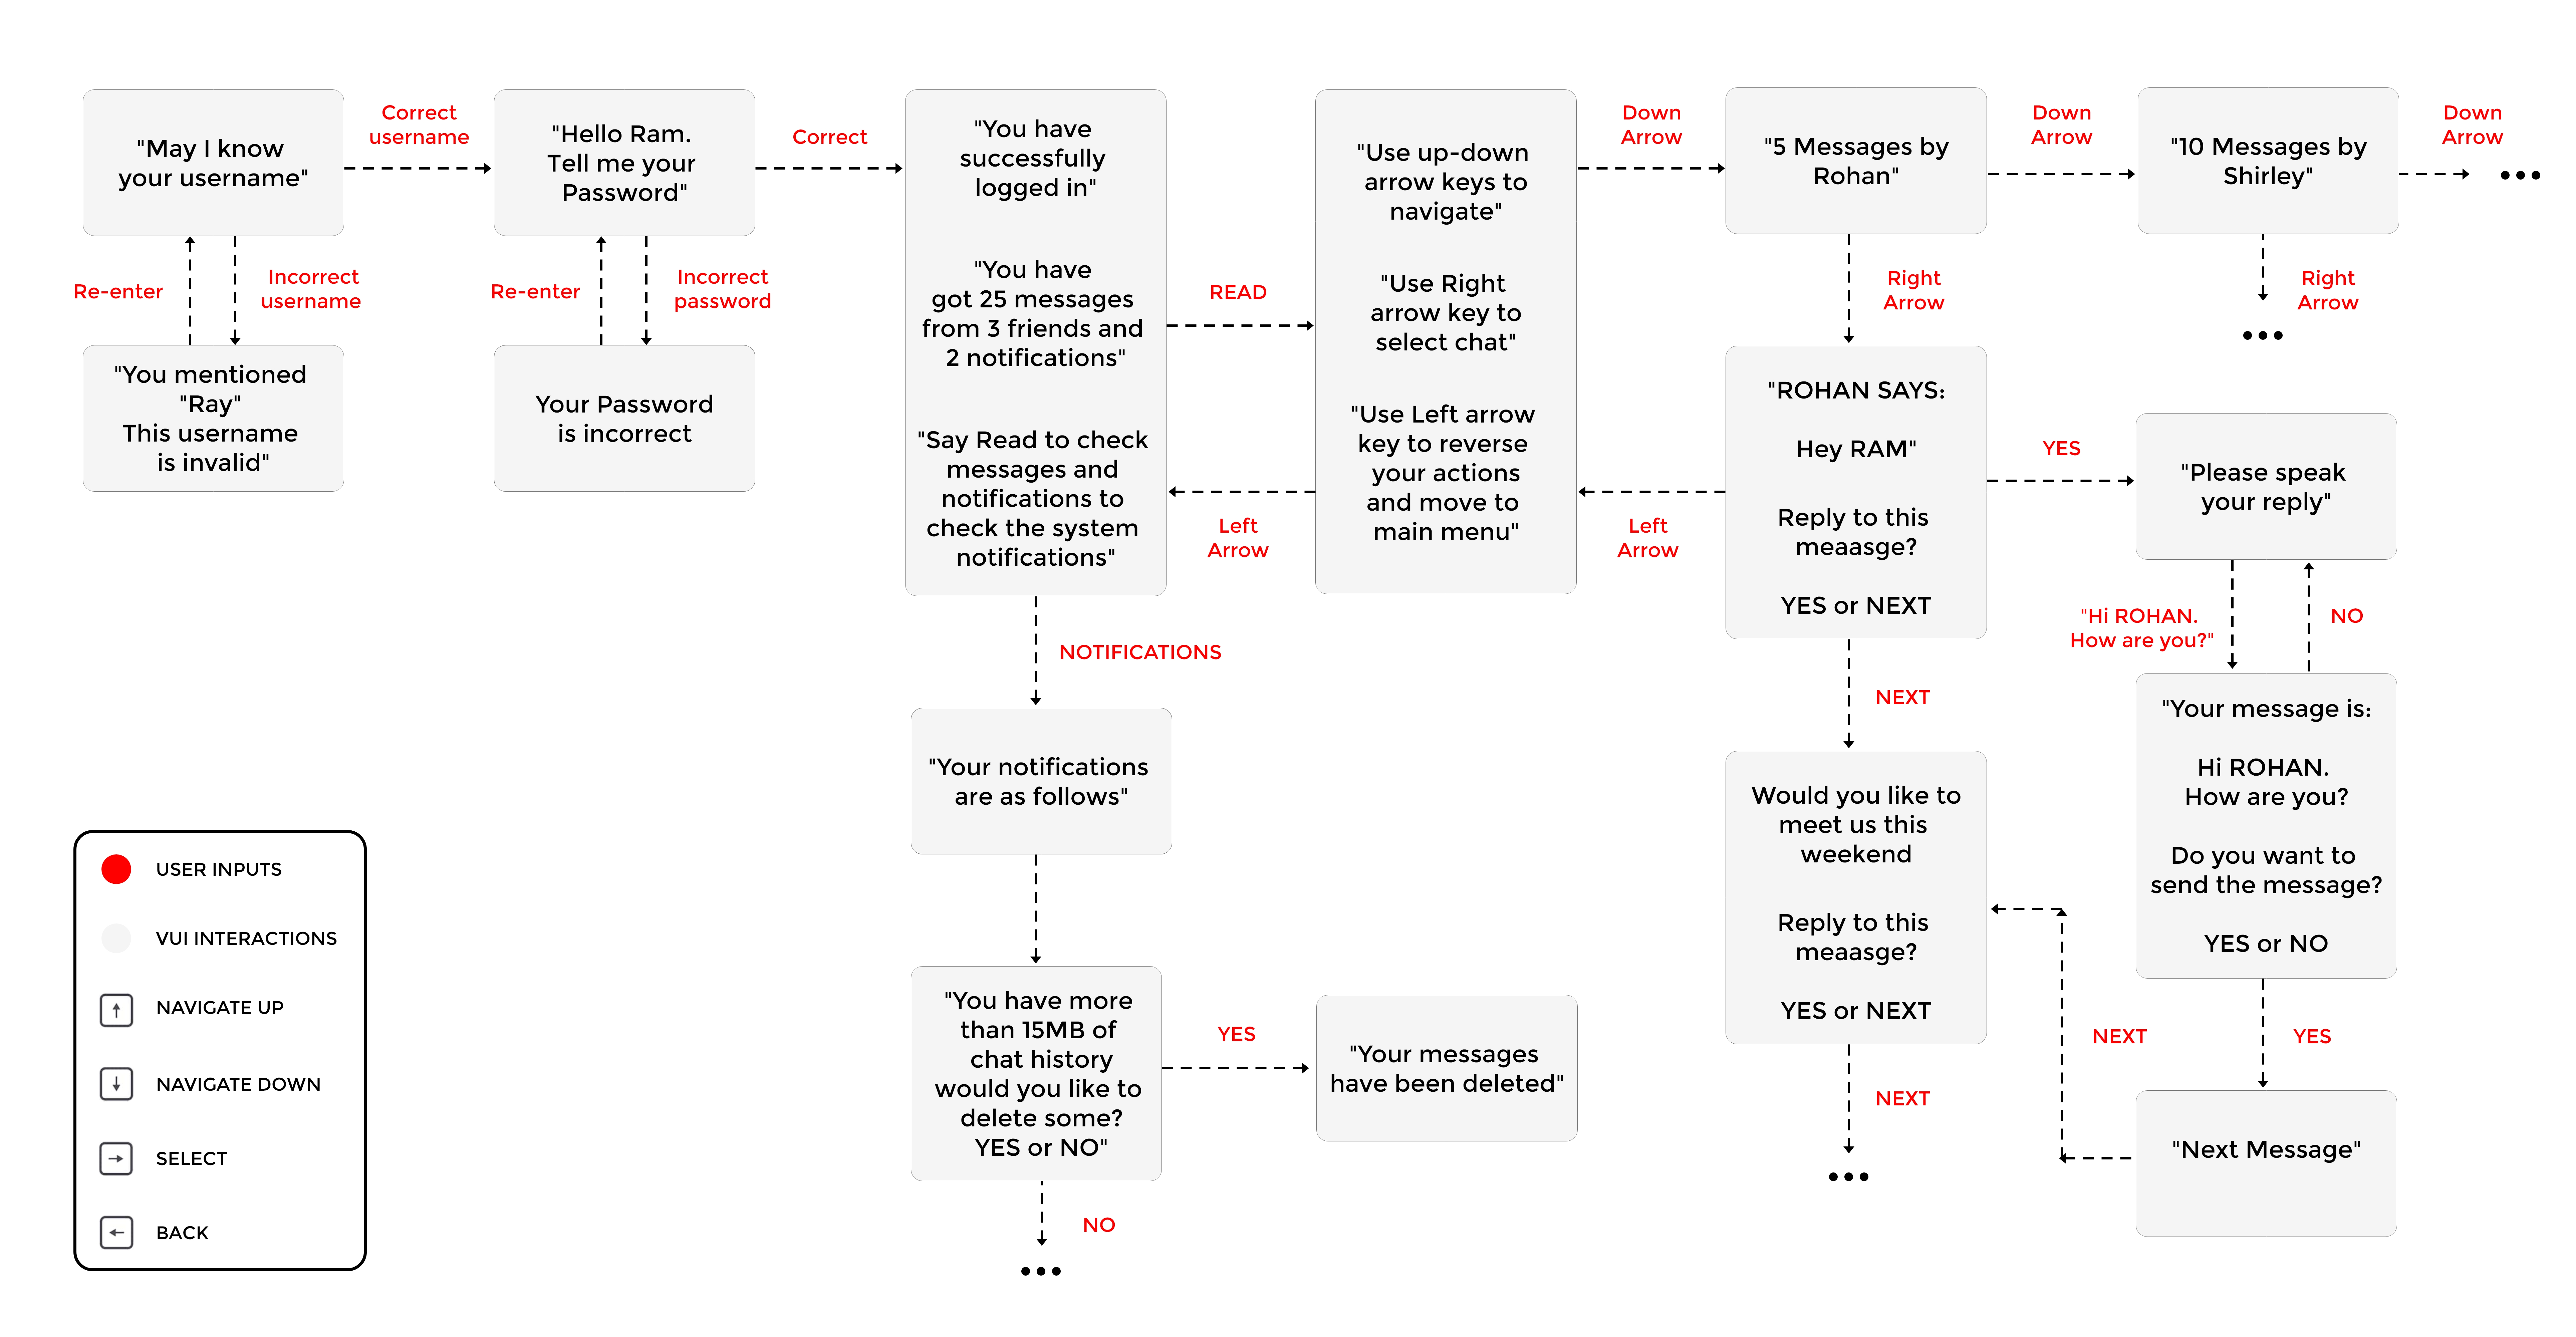 "May I know
your username"
Correct
username
"Hello Ram.
Tell me your
Password"
Correct
"You have
successfully
logged in"
"You have
got 25 messages
from 3 friends and
2 notifications"
"Say Read to check
messages and
notifications to
check the system
notifications"
Re-enter
Incorrect
username
"You mentioned
"Ray"
This username
is invalid"
Re-enter
Incorrect
password
Your Password
is incorrect
READ
Left
Arrow
"Use up-down
arrow keys to
navigate"
"Use Right
arrow key to
select chat"
"Use Left arrow
key to reverse
your actions
and move to
main menu"
Down
Arrow
"5 Messages by
Rohan"
Down
Arrow
"10 Messages by
Shirley"
Down
Arrow
Right
Arrow
Right
Arrow
Left
Arrow
"ROHAN SAYS:
Hey RAM"
Reply to this
meaasge?
YES or NEXT
YES
"Please speak
your reply"
"Hi ROHAN.
How are you?"
NO
NOTIFICATIONS
NEXT
"Your message is:
Hi ROHAN.
How are you?
Do you want to
send the message?
YES or NO
"Your notifications
are as follows"
Would you like to
meet us this
weekend
Reply to this
meaasge?
YES or NEXT
NEXT
YES
"You have more
than 15MB of
chat history
would you like to
delete some?
YES or NO"
YES
"Your messages
have been deleted"
NEXT
"Next Message"
NO
USER INPUTS
VUI INTERACTIONS
NAVIGATE UP
NAVIGATE DOWN
SELECT
BACK